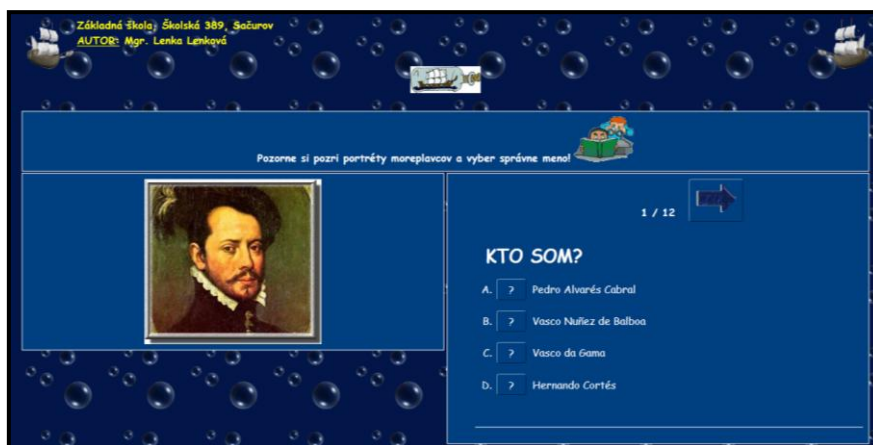 Základná škola, Školská 389, Sačurov
AUTOR: Mgr. Lenka Lenková
Pozorne si pozri portréty moreplavcov a vyber správne meno!
1 / 12
KTO SOM?
A. ? Pedro Alvarés Cabral
B. ? Vasco Nuñez de Balboa
C. ? Vasco da Gama
D. ? Hernando Cortés